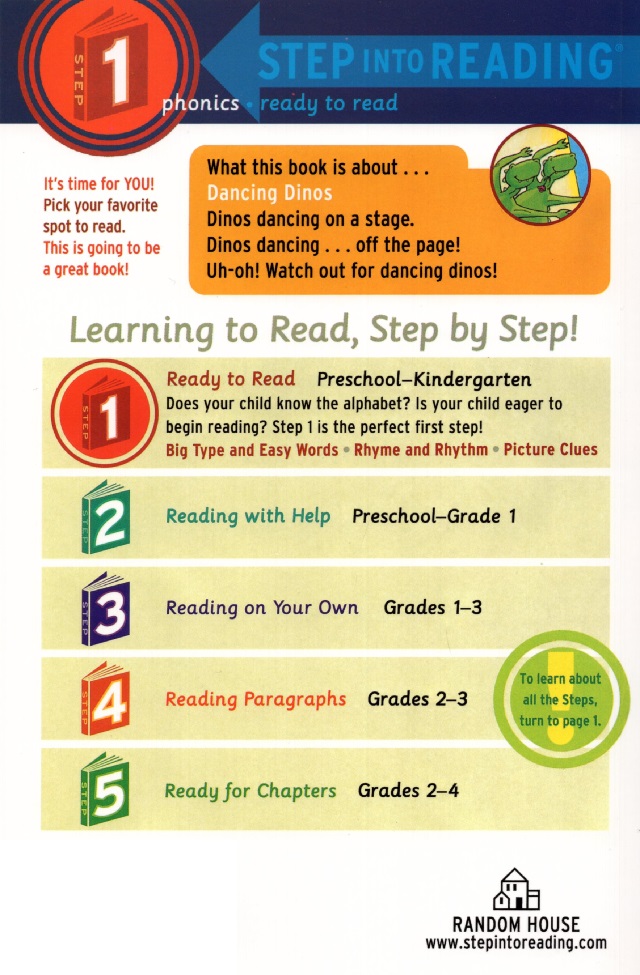 STEP 1
STEP INTO READING®
phonics • ready to read
It's time for YOU!
Pick your favorite
spot to read.
This is going to be
a great book!
What this book is about . . .
Dancing Dinos
Dinos dancing on a stage.
Dinos dancing . . . off the page!
Uh-oh! Watch out for dancing dinos!
Learning to Read, Step by Step!
STEP 1
Ready to Read Preschool–Kindergarten
Does your child know the alphabet? Is your child eager to
begin reading? Step 1 is the perfect first step!
Big Type and Easy Words • Rhyme and Rhythm • Picture Clues
STEP 2
Reading with Help Preschool–Grade 1
STEP 3
Reading on Your Own Grades 1–3
STEP 4
Reading Paragraphs Grades 2–3
To learn about
all the Steps,
turn to page 1.
STEP 5
Ready for Chapters Grades 2–4
RANDOM HOUSE
www.stepintoreading.com